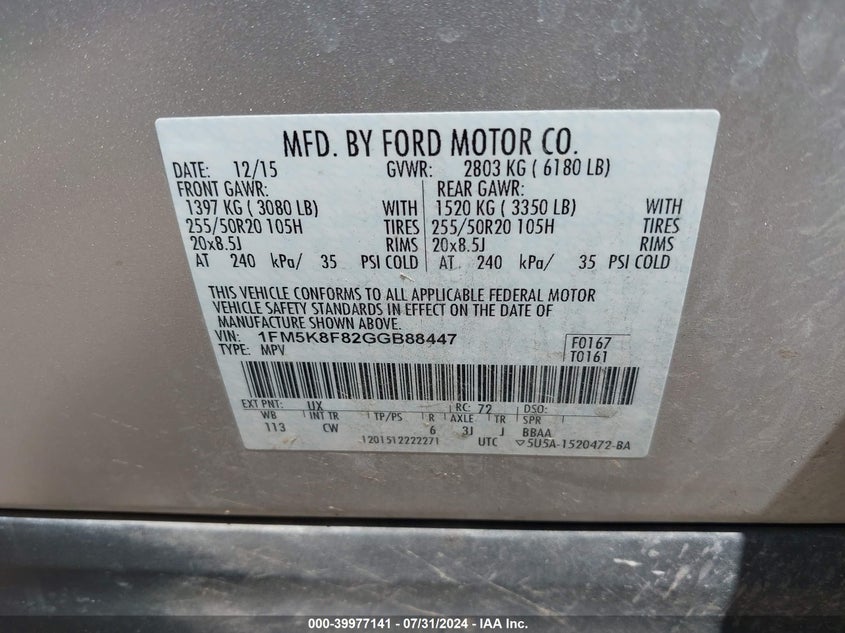 MFD. BY FORD MOTOR CO.
DATE: 12/15 GVWR: 2803 KG ( 6180 LB)
FRONT GAWR: REAR GAWR:
1397 KG ( 3080 LB) WITH 1520 KG ( 3350 LB) WITH
255/50R20 105H TIRES 255/50R20 105H TIRES
20x8.5J RIMS 20x8.5J RIMS
AT 240 kPa/ 35 PSI COLD AT 240 kPa/ 35 PSI COLD
THIS VEHICLE CONFORMS TO ALL APPLICABLE FEDERAL MOTOR
VEHICLE SAFETY STANDARDS IN EFFECT ON THE DATE OF
MANUFACTURE SHOWN ABOVE.
VIN: 1FM5K8F82GGB88447 F0167
TYPE: MPV T0161
EXT PNT: UX RC: 72 DSO:
WB INT TR TP/PS R AXLE TR SPR
113 CW 6 3J J BBAA
1201512222271 UTC ▽5U5A-1520472-BA
000-39977141 - 07/31/2024 - IAA Inc.